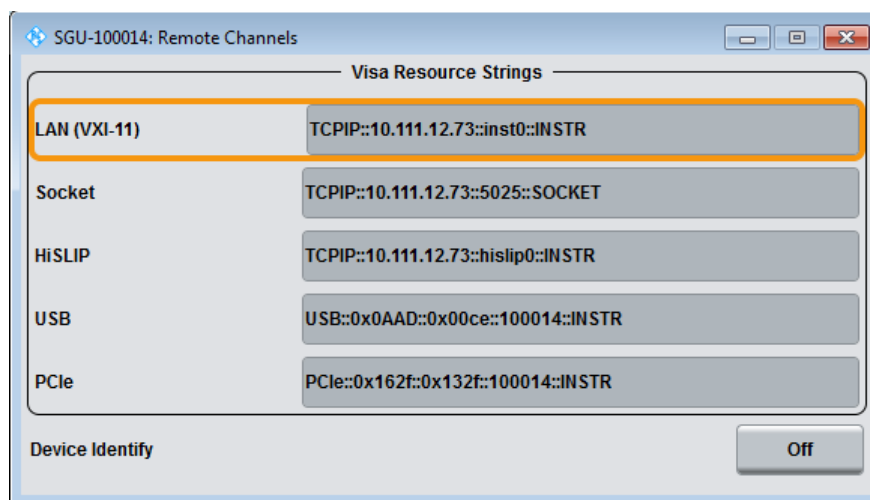 SGU-100014: Remote Channels
Visa Resource Strings
LAN (VXI-11) TCPIP::10.111.12.73::inst0::INSTR
Socket TCPIP::10.111.12.73::5025::SOCKET
HiSLIP TCPIP::10.111.12.73::hislip0::INSTR
USB USB::0x0AAD::0x00ce::100014::INSTR
PCIe PCIe::0x162f::0x132f::100014::INSTR
Device Identify Off